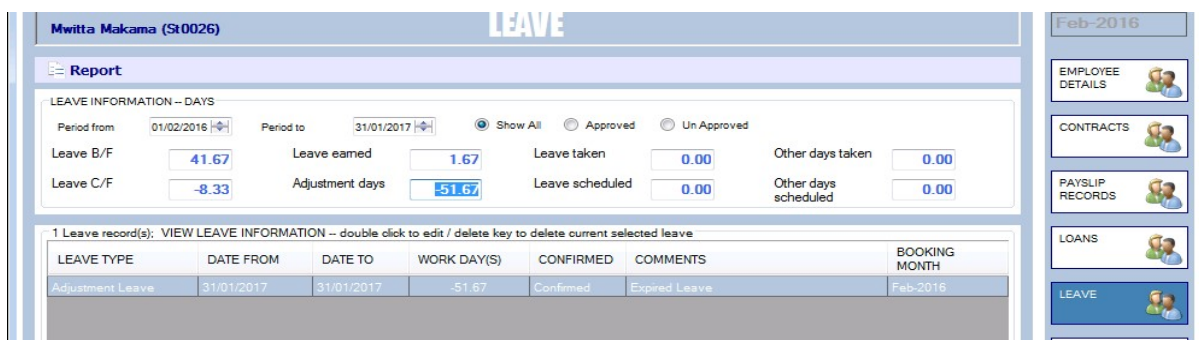 LEAVE
Mwitta Makama (St0026)
Feb-2016
Report
LEAVE INFORMATION -- DAYS
Period from 01/02/2016 Period to 31/01/2017 Show All Approved Un Approved
Leave B/F 41.67 Leave earned 1.67 Leave taken 0.00 Other days taken 0.00
Leave C/F -8.33 Adjustment days -51.67 Leave scheduled 0.00 Other days scheduled 0.00
1 Leave record(s); VIEW LEAVE INFORMATION -- double click to edit / delete key to delete current selected leave
LEAVE TYPE DATE FROM DATE TO WORK DAY(S) CONFIRMED COMMENTS BOOKING MONTH
Adjustment Leave 31/01/2017 31/01/2017 -51.67 Confirmed Expired Leave Feb-2016
EMPLOYEE
DETAILS
CONTRACTS
PAYSLIP
RECORDS
LOANS
LEAVE